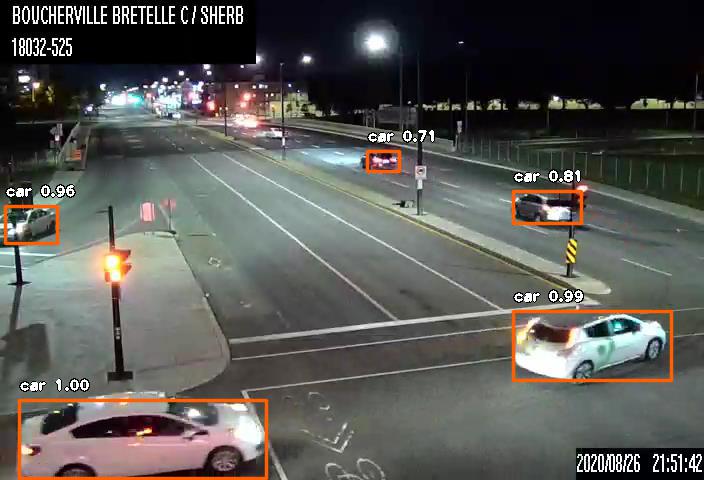 BOUCHERVILLE BRETELLE C / SHERB
18032-525
car 0.71
car 0.81
car 0.96
car 0.99
car 1.00
2020/08/26 21:51:42